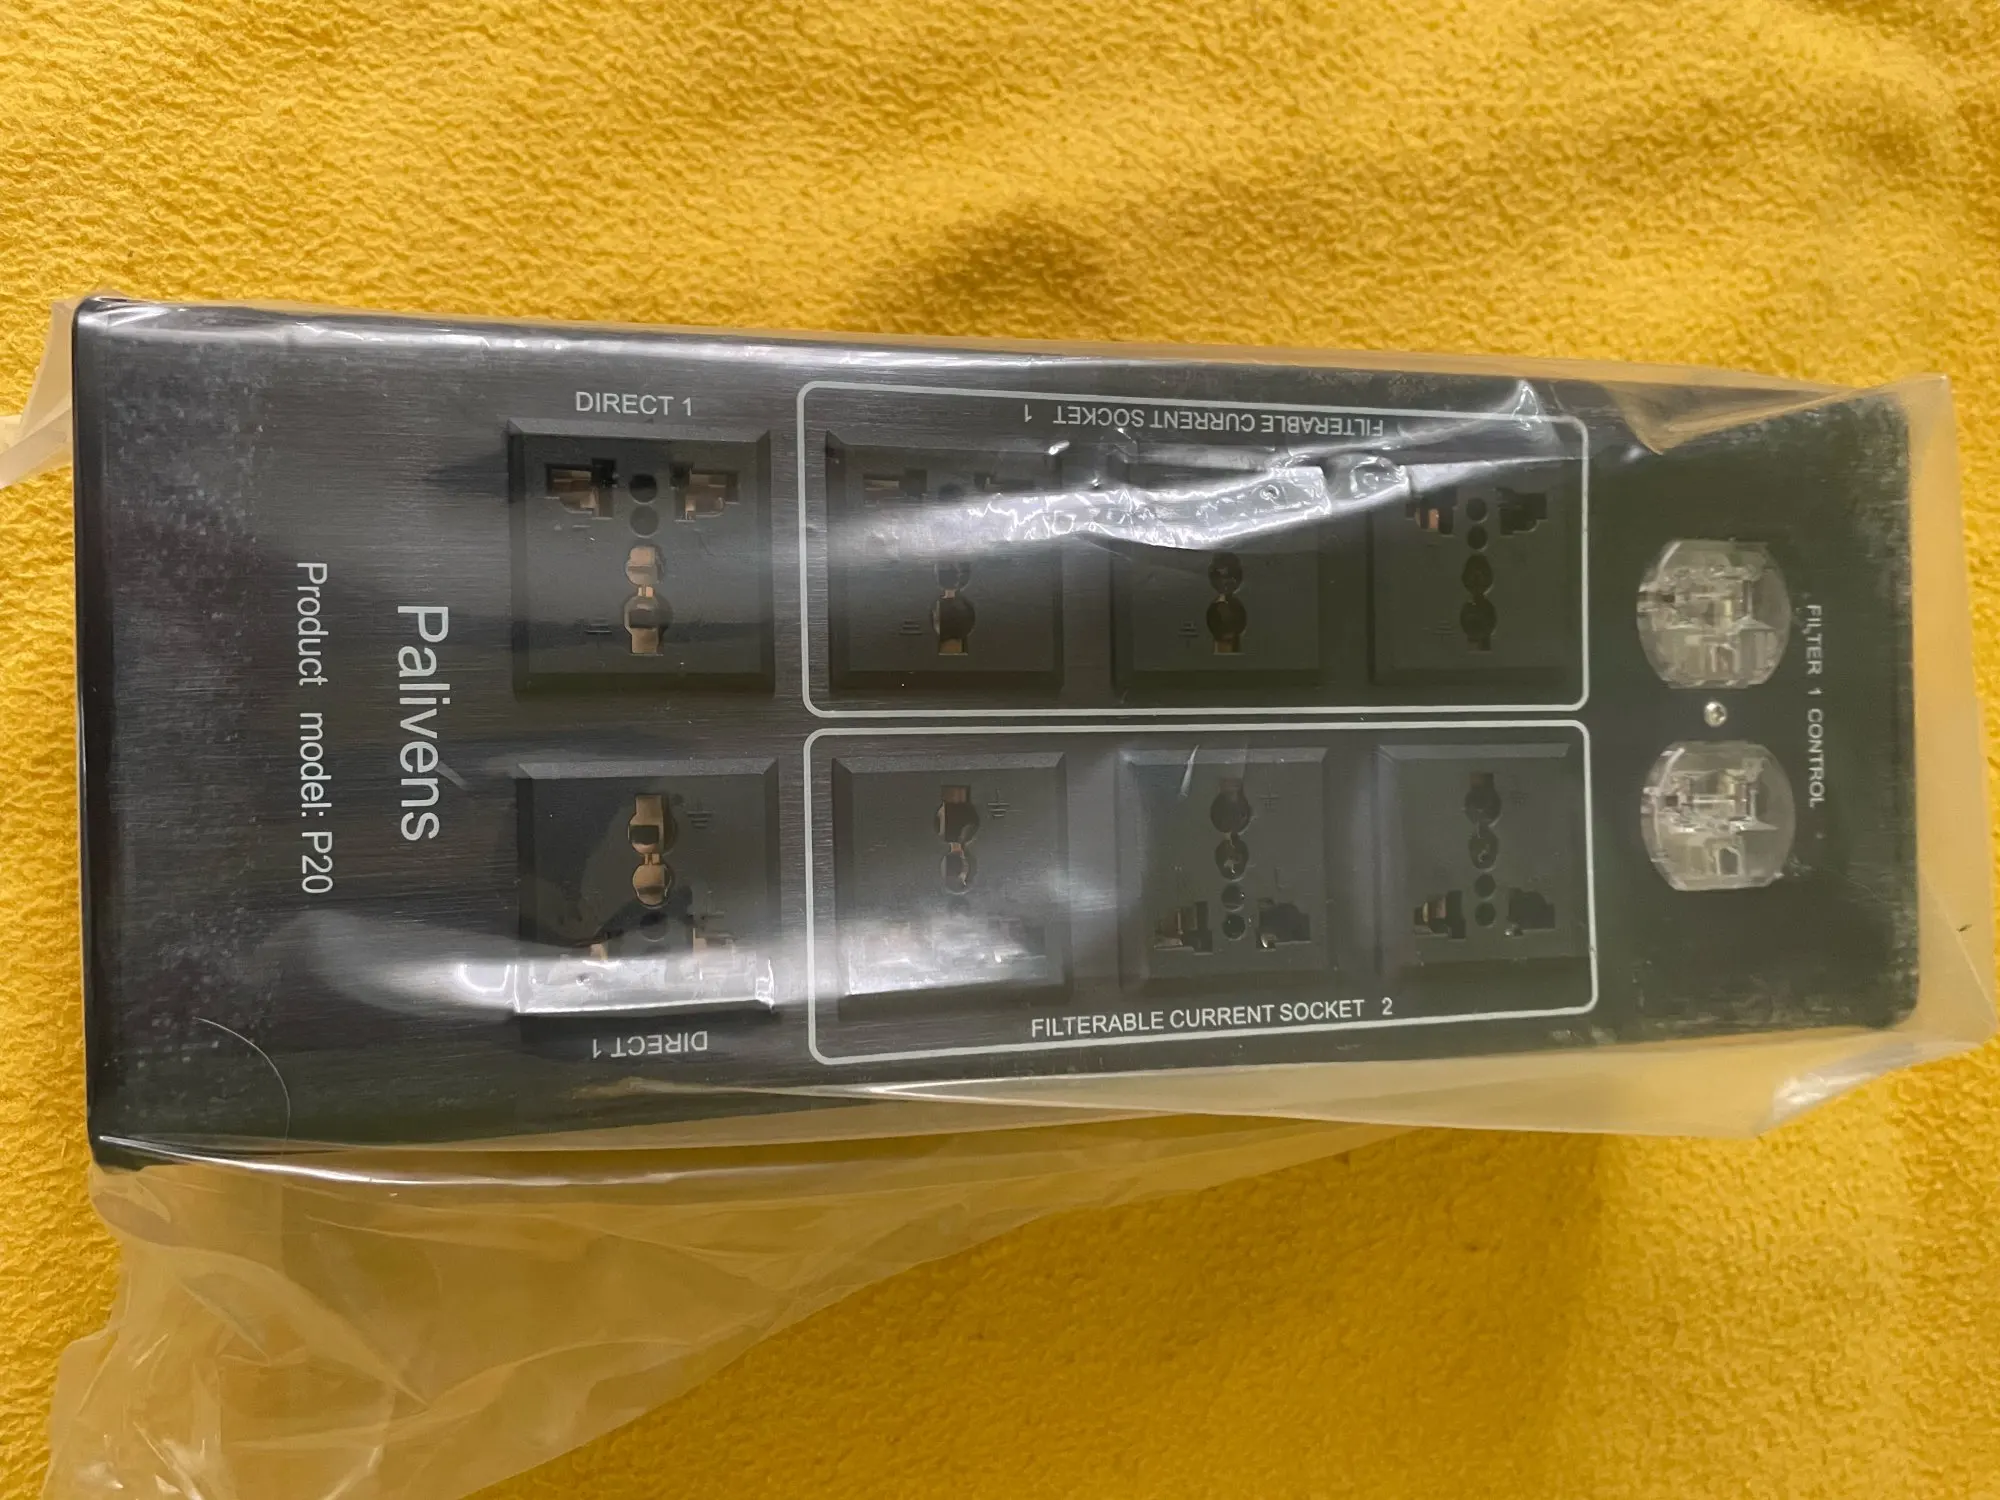 Palivens
Product model: P20
DIRECT 1
FILTERABLE CURRENT SOCKET 1
FILTER 1 CONTROL
FILTERABLE CURRENT SOCKET 2
DIRECT 1